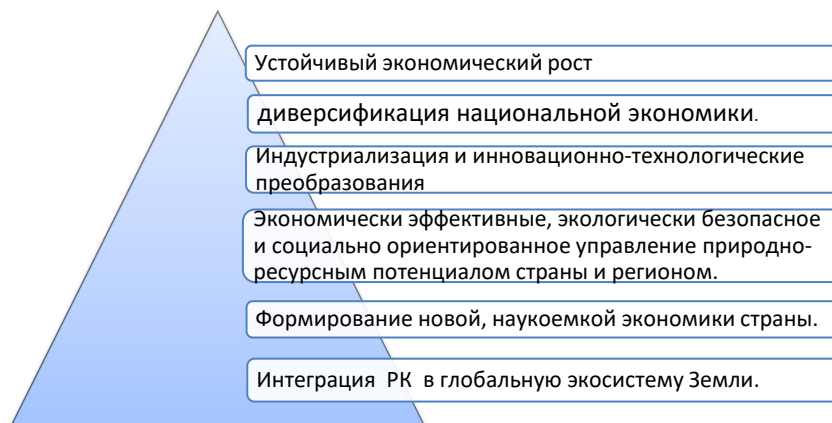 Устойчивый экономический рост
диверсификация национальной экономики.
Индустриализация и инновационно-технологические
преобразования
Экономически эффективные, экологически безопасное
и социально ориентированное управление природно-
ресурсным потенциалом страны и регионом.
Формирование новой, наукоемкой экономики страны.
Интеграция РК в глобальную экосистему Земли.